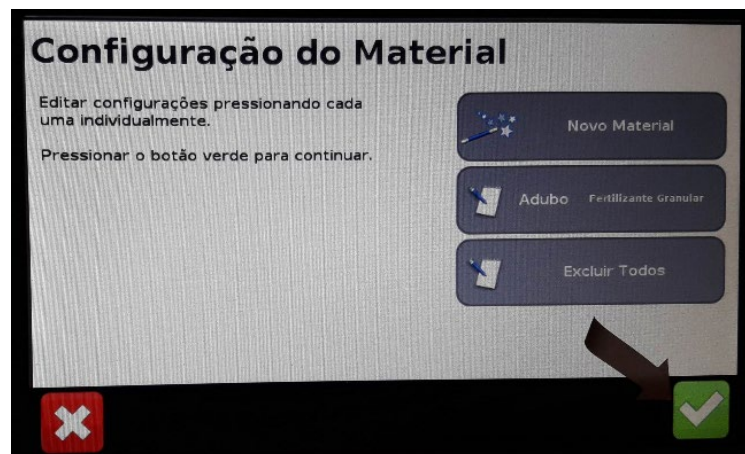 Configuração do Material
Editar configurações pressionando cada
uma individualmente.
Pressionar o botão verde para continuar.
Novo Material
Adubo Fertilizante Granular
Excluir Todos